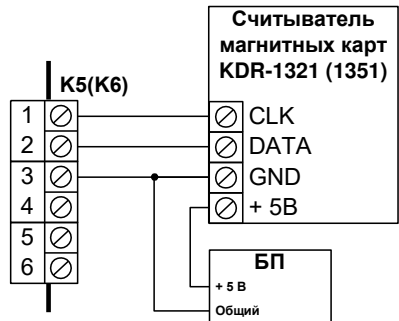 Считыватель
магнитных карт
KDR-1321 (1351)
K5(K6)
1
2
3
4
5
6
CLK
DATA
GND
+ 5В
БП
+ 5 В
Общий